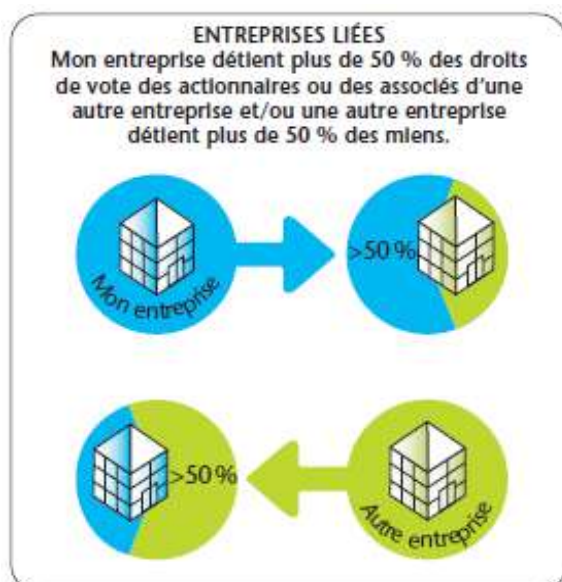 ENTREPRISES LIÉES
Mon entreprise détient plus de 50 % des droits
de vote des actionnaires ou des associés d'une
autre entreprise et/ou une autre entreprise
détient plus de 50 % des miens.
Mon entreprise
>50 %
>50 %
Autre entreprise